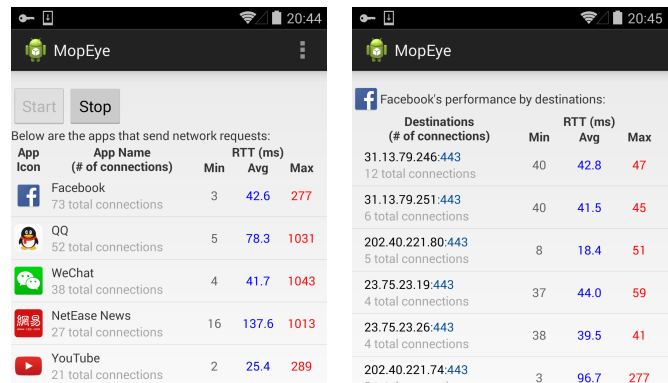 20:44
MopEye
Start
Stop
Below are the apps that send network requests:
App Icon
App Name (# of connections)
RTT (ms)
Min
Avg
Max
Facebook
73 total connections
3
42.6
277
QQ
52 total connections
5
78.3
1031
WeChat
38 total connections
4
41.7
1043
網易
NetEase News
27 total connections
16
137.6
1013
YouTube
21 total connections
2
25.4
289
20:45
MopEye
Facebook's performance by destinations:
Destinations
(# of connections)
RTT (ms)
Min
Avg
Max
31.13.79.246:443
12 total connections
40
42.8
47
31.13.79.251:443
6 total connections
40
41.5
45
202.40.221.80:443
5 total connections
8
18.4
51
23.75.23.19:443
4 total connections
37
44.0
59
23.75.23.26:443
4 total connections
38
39.5
41
202.40.221.74:443
3
96.7
277